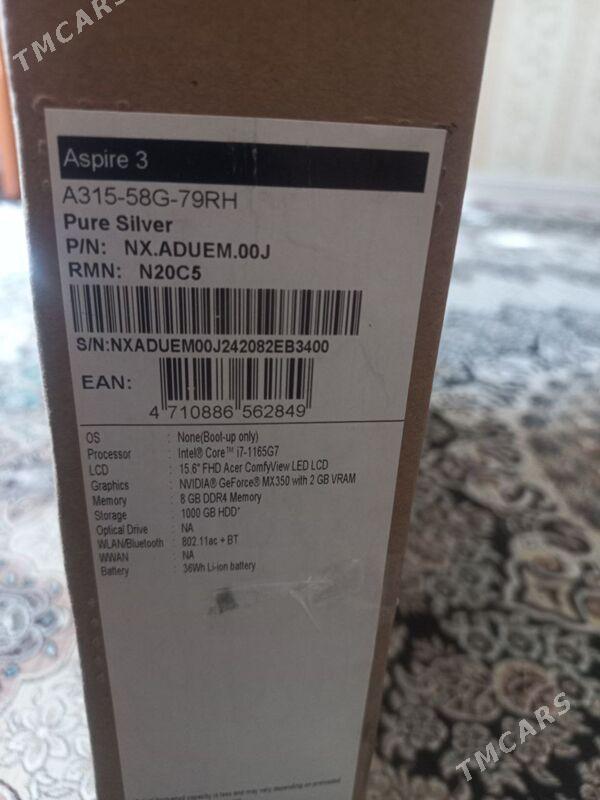 TMCARS
Aspire 3
A315-58G-79RH
Pure Silver
P/N: NX.ADUEM.00J
RMN: N20C5
S/N:NXADUEM00J242082EB3400
EAN:
4 710886 562849
OS : None(Boot-up only)
Processor : Intel® Core™ i7-1165G7
LCD : 15.6" FHD Acer ComfyView LED LCD
Graphics : NVIDIA® GeForce® MX350 with 2 GB VRAM
Memory : 8 GB DDR4 Memory
Storage : 1000 GB HDD*
Optical Drive : NA
WLAN/Bluetooth : 802.11ac + BT
WWAN : NA
Battery : 36Wh Li-ion battery
TMCARS